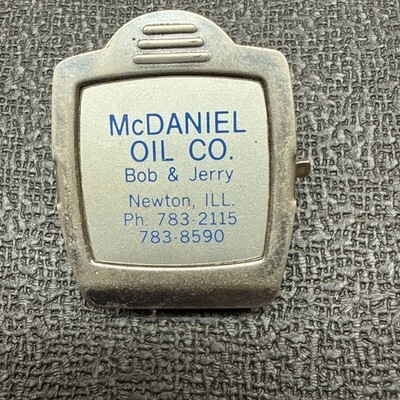 McDANIEL
OIL CO.
Bob & Jerry
Newton, ILL.
Ph. 783-2115
783-8590